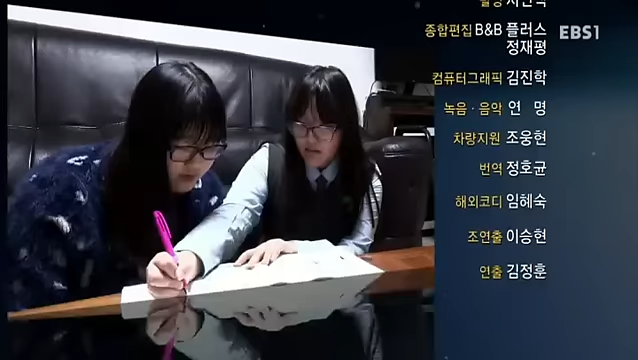 EBS1
종합편집 B&B 플러스
정재평
컴퓨터그래픽 김진학
녹음·음악 연 명
차량지원 조웅현
번역 정호균
해외코디 임혜숙
조연출 이승현
연출 김정훈